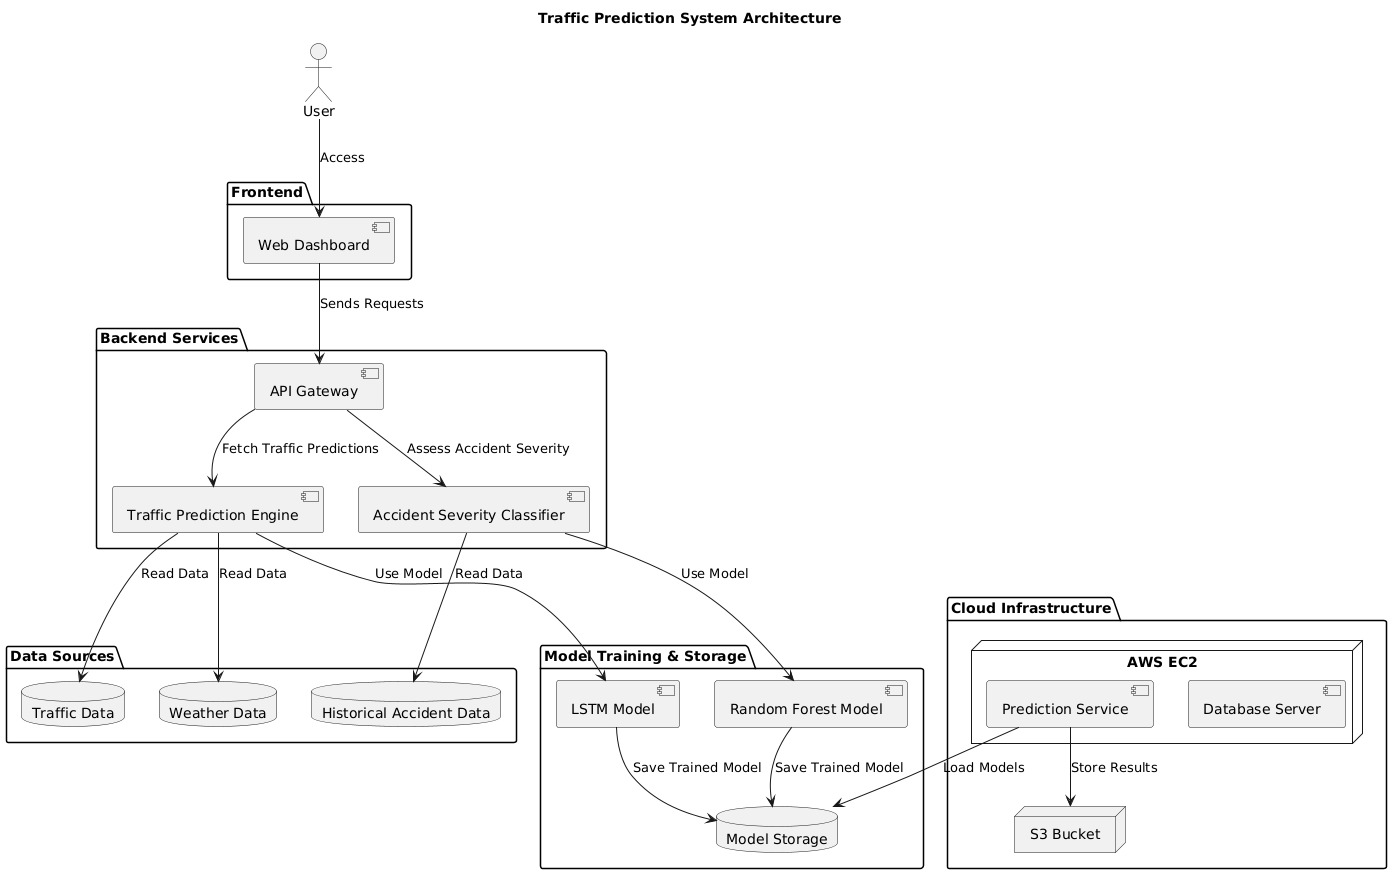 Traffic Prediction System Architecture
User
Access
Frontend
Web Dashboard
Sends Requests
Backend Services
API Gateway
Fetch Traffic Predictions
Assess Accident Severity
Traffic Prediction Engine
Accident Severity Classifier
Read Data
Read Data
Use Model
Read Data
Use Model
Data Sources
Traffic Data
Weather Data
Historical Accident Data
Model Training & Storage
LSTM Model
Random Forest Model
Save Trained Model
Save Trained Model
Model Storage
Cloud Infrastructure
AWS EC2
Prediction Service
Database Server
Load Models
Store Results
S3 Bucket